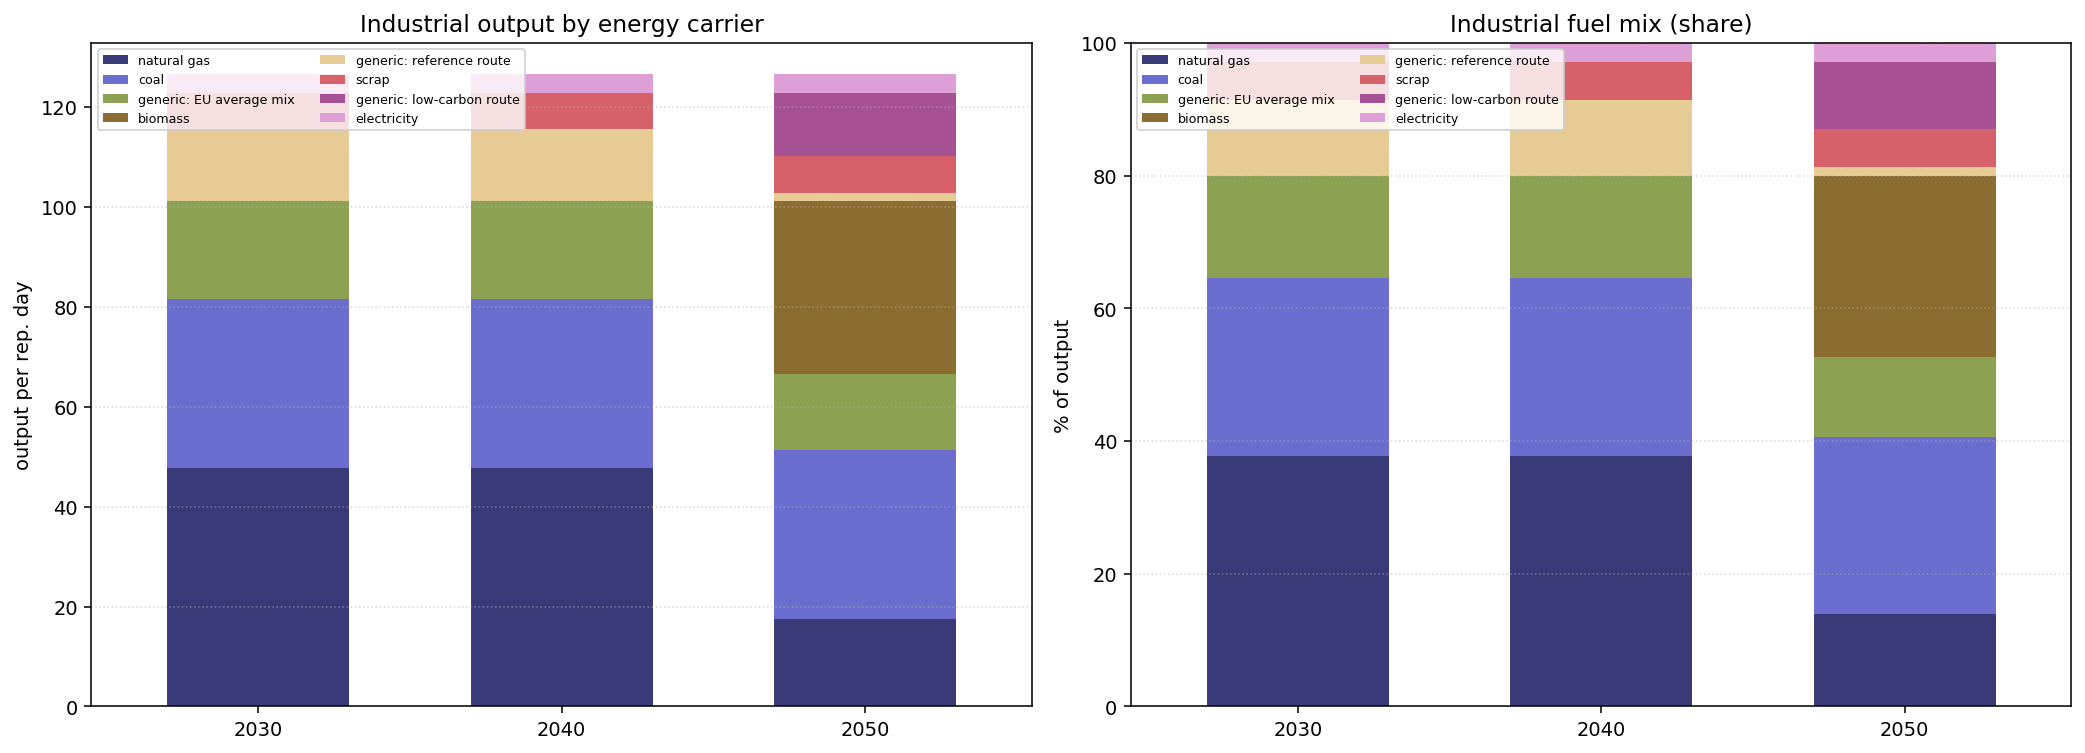 Industrial output by energy carrier
natural gas
coal
generic: EU average mix
biomass
generic: reference route
scrap
generic: low-carbon route
electricity
output per rep. day
120
100
80
60
40
20
0
2030
2040
2050
Industrial fuel mix (share)
natural gas
coal
generic: EU average mix
biomass
generic: reference route
scrap
generic: low-carbon route
electricity
% of output
100
80
60
40
20
0
2030
2040
2050